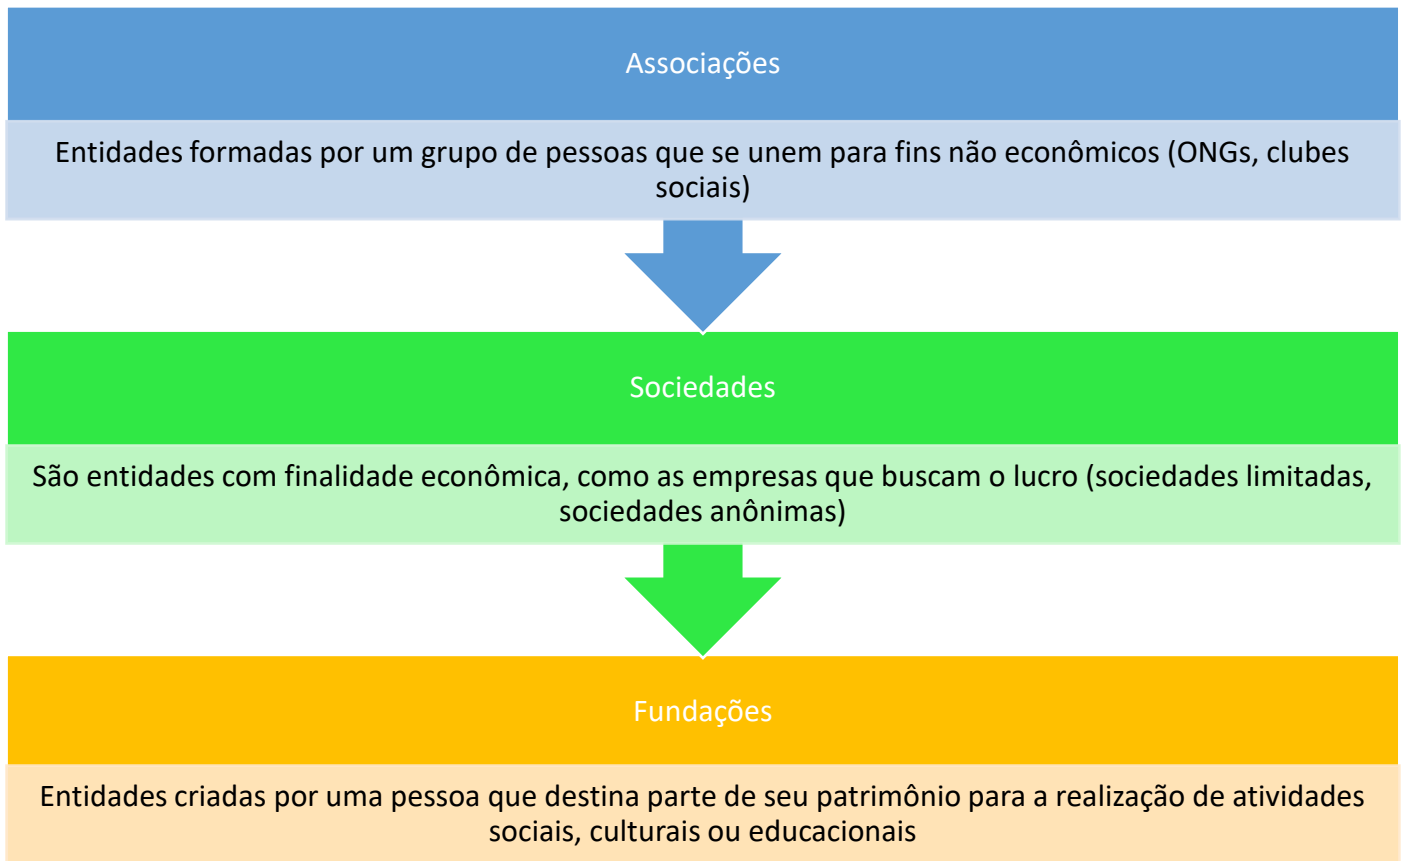 Associações
Entidades formadas por um grupo de pessoas que se unem para fins não econômicos (ONGs, clubes
sociais)
Sociedades
São entidades com finalidade econômica, como as empresas que buscam o lucro (sociedades limitadas,
sociedades anônimas)
Fundações
Entidades criadas por uma pessoa que destina parte de seu patrimônio para a realização de atividades
sociais, culturais ou educacionais